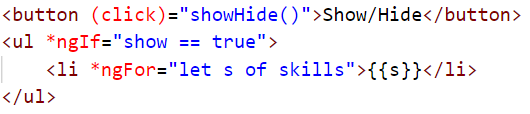 <button (click)="showHide()">Show/Hide</button>
<ul *ngIf="show == true">
    <li *ngFor="let s of skills">{{s}}</li>
</ul>